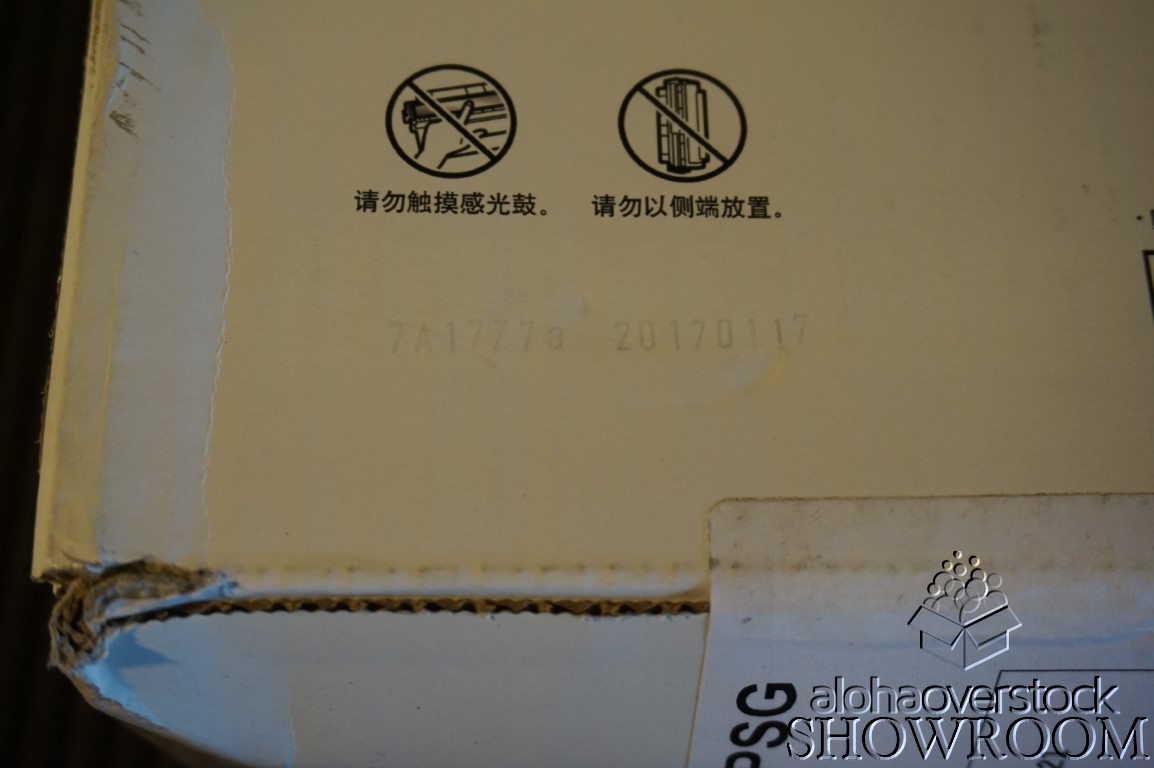 请勿触摸感光鼓。 请勿以侧端放置。
7A17Z7a 20170117
PSG
alohaoverstock
SHOWROOM